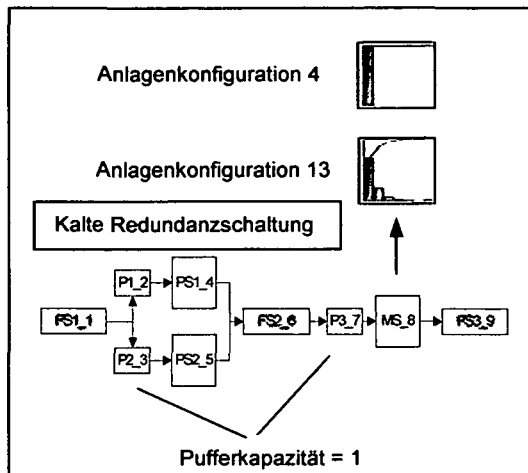 Anlagenkonfiguration 4
Anlagenkonfiguration 13
Kalte Redundanzschaltung
P1_2
PS1_4
FS1_1
FS2_6
P3_7
MS_8
FS3_9
P2_3
PS2_5
Pufferkapazität = 1